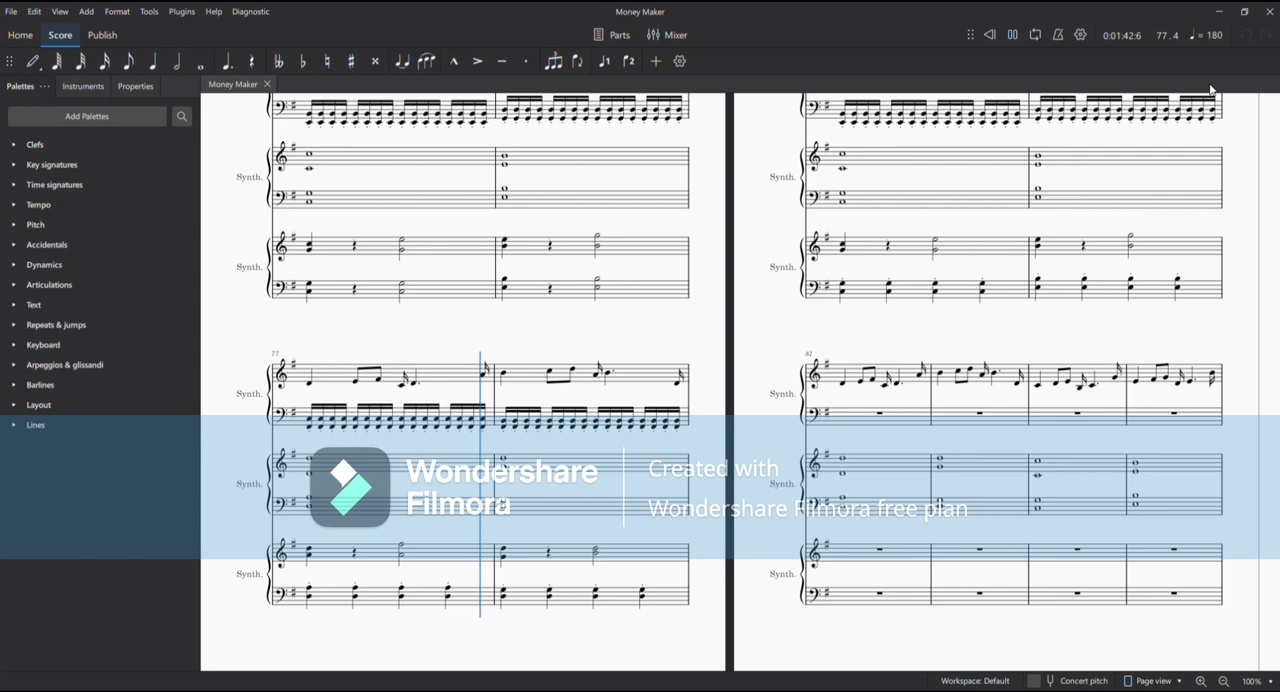 File Edit View Add Format Tools Plugins Help Diagnostic
Money Maker
Home Score Publish
Parts Mixer
0:01:42:6 77 . 4 = 180
Palettes ··· Instruments Properties
Money Maker
Add Palettes
Clefs
Key signatures
Time signatures
Tempo
Pitch
Accidentals
Dynamics
Articulations
Text
Repeats & jumps
Keyboard
Arpeggios & glissandi
Barlines
Layout
Lines
Synth.
Synth.
77
Synth.
Synth.
Synth.
Synth.
Synth.
81
Synth.
Synth.
Synth.
Wondershare
Filmora
Created with
Wondershare Filmora free plan
Workspace: Default Concert pitch Page view 100%